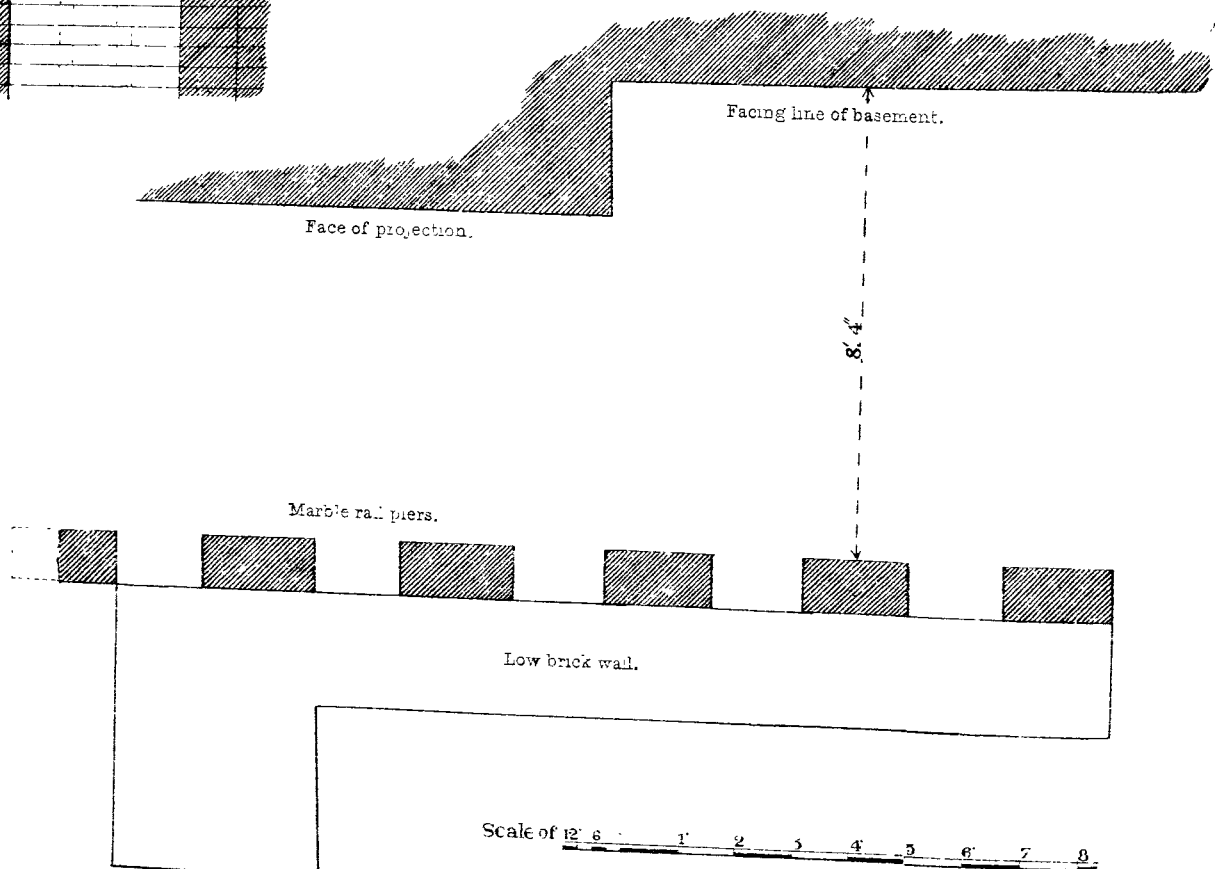 Facing line of basement.
Face of projection.
8' 4"
Marble rail piers.
Low brick wall.
Scale of 12" 6 1' 2 3 4' 5 6' 7 8